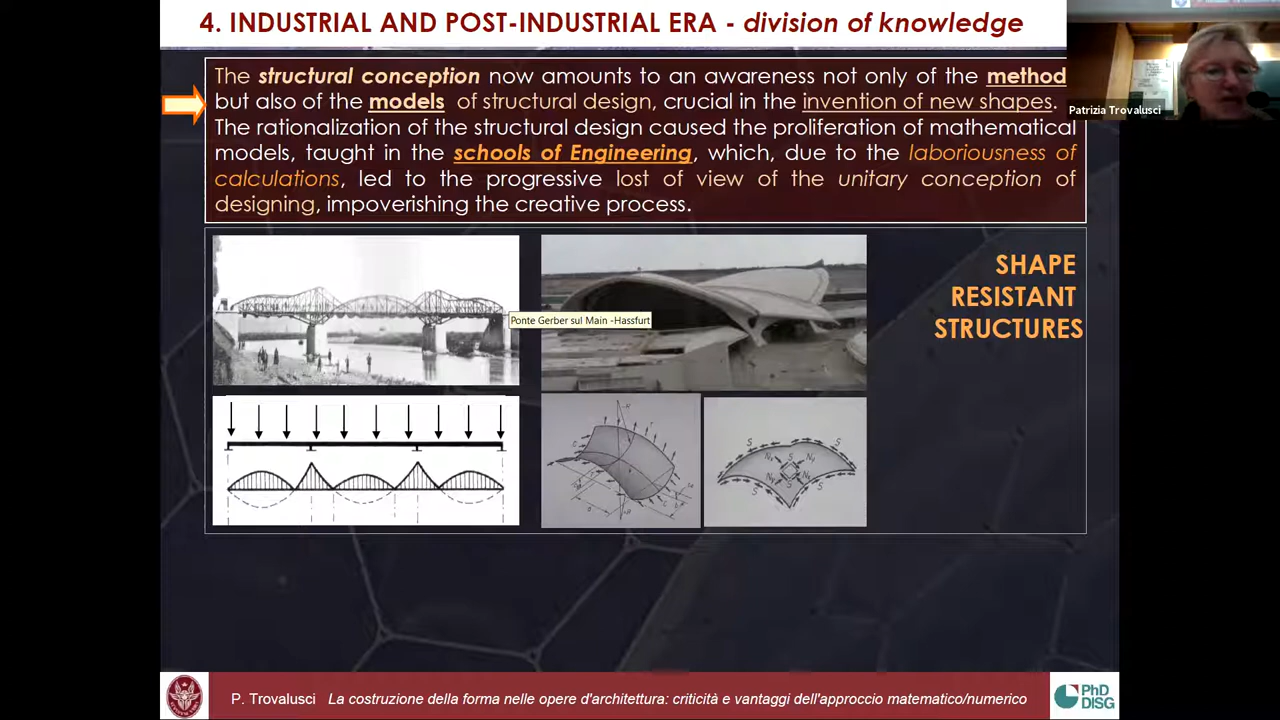 4. INDUSTRIAL AND POST-INDUSTRIAL ERA - division of knowledge
The structural conception now amounts to an awareness not only of the method
but also of the models of structural design, crucial in the invention of new shapes.
The rationalization of the structural design caused the proliferation of mathematical
models, taught in the schools of Engineering, which, due to the laboriousness of
calculations, led to the progressive lost of view of the unitary conception of
designing, impoverishing the creative process.
Patrizia Trovalusci
SHAPE
RESISTANT
STRUCTURES
Ponte Gerber sul Main -Hassfurt
S S
N₁ S N₁
N₁ S N₁
S S
P. Trovalusci La costruzione della forma nelle opere d'architettura: criticità e vantaggi dell'approccio matematico/numerico
PhD
DISG